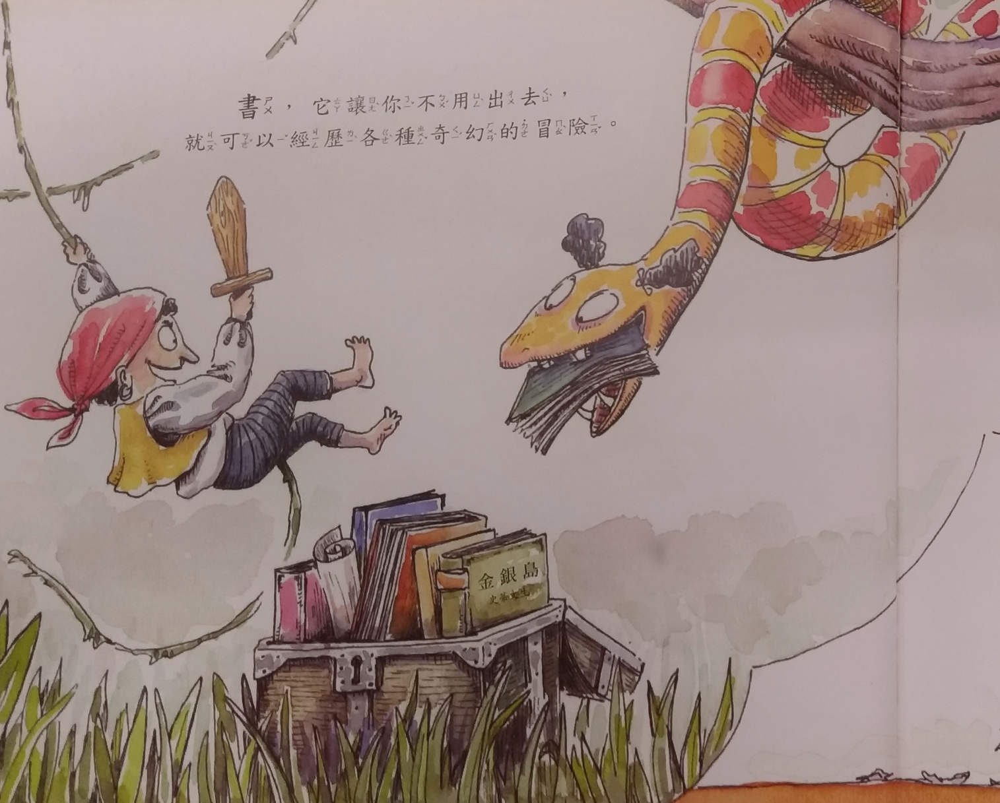 書，它讓你不用出去，
就可以經歷各種奇幻的冒險。
金銀島
史蒂文生